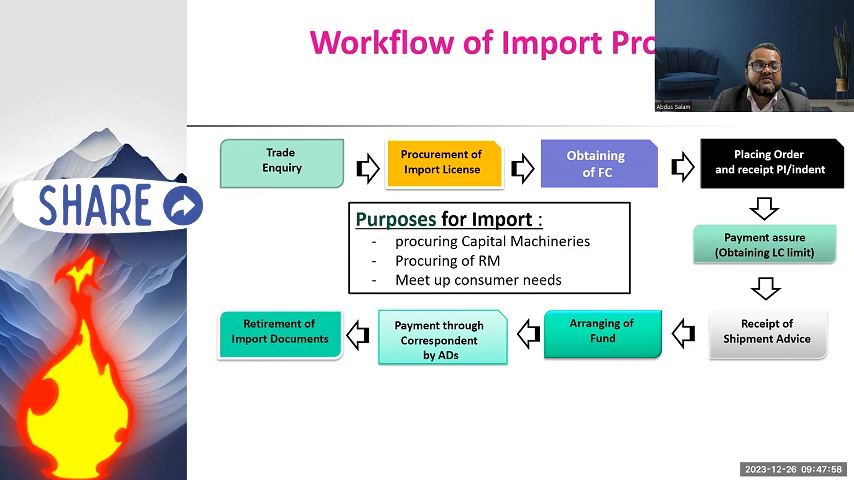 Workflow of Import Pro
Abdus Salam
Trade
Enquiry
Procurement of
Import License
Obtaining
of FC
Placing Order
and receipt PI/indent
SHARE
Purposes for Import :
- procuring Capital Machineries
- Procuring of RM
- Meet up consumer needs
Payment assure
(Obtaining LC limit)
Retirement of
Import Documents
Payment through
Correspondent
by ADs
Arranging of
Fund
Receipt of
Shipment Advice
2023-12-26 09:47:58